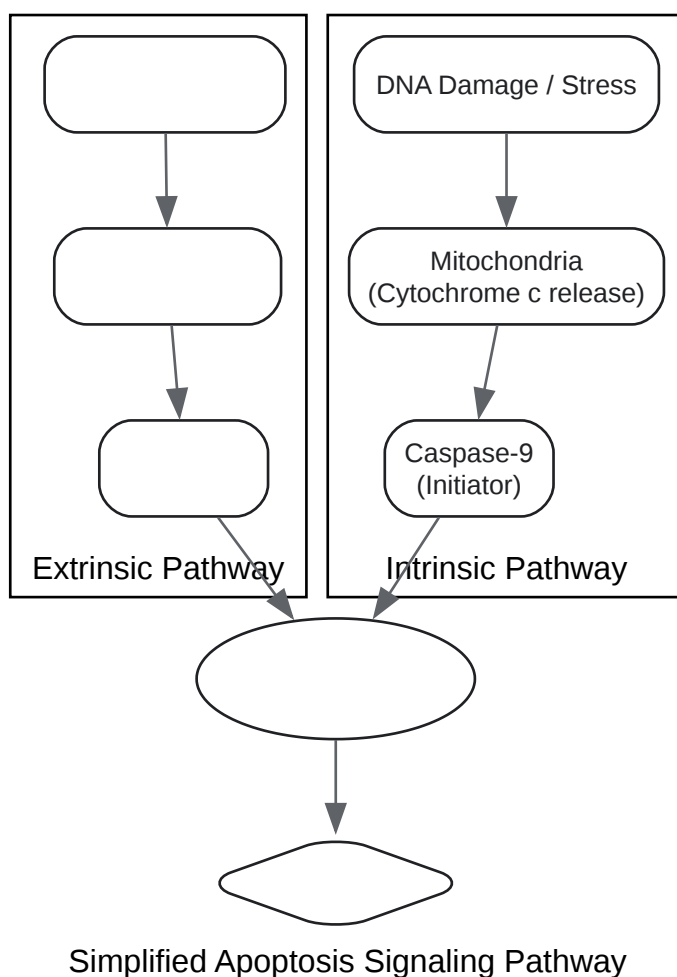 DNA Damage / Stress
Mitochondria
(Cytochrome c release)
Caspase-9
(Initiator)
Extrinsic Pathway
Intrinsic Pathway
Simplified Apoptosis Signaling Pathway